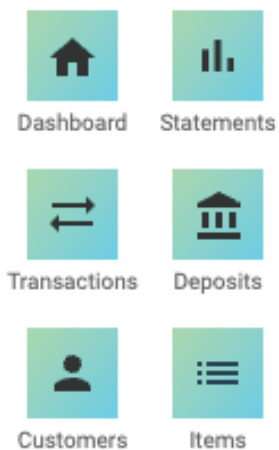 Dashboard
Statements
Transactions
Deposits
Customers
Items